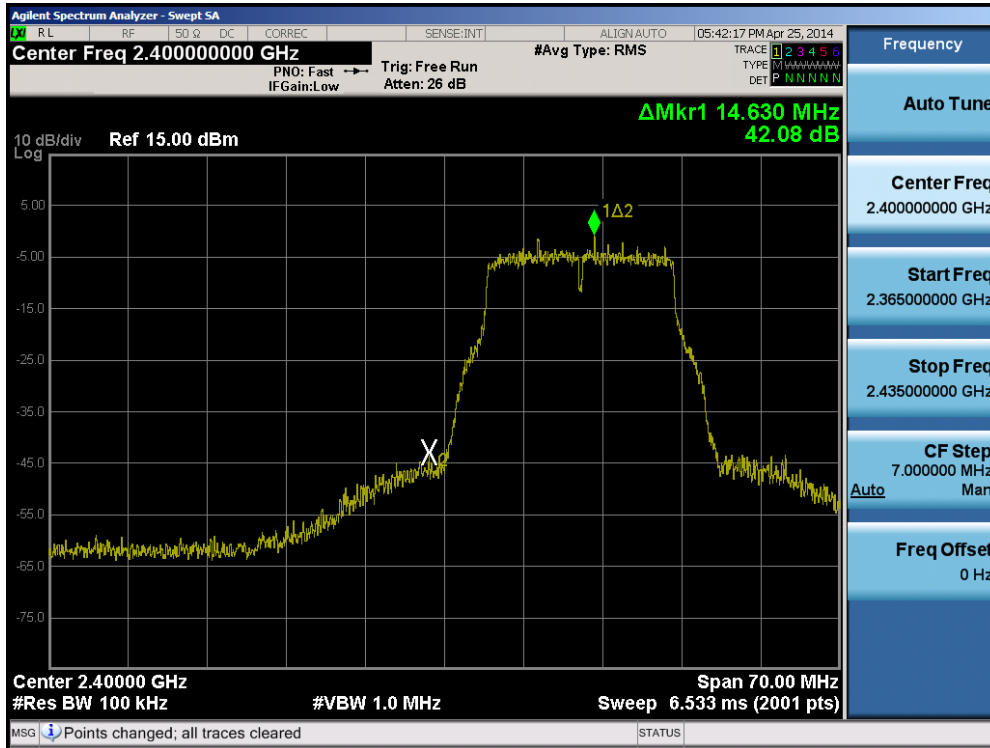 Agilent Spectrum Analyzer - Swept SA
LXI RL RF 50 Ω DC CORREC SENSE:INT ALIGN AUTO 05:42:17 PM Apr 25, 2014
Center Freq 2.400000000 GHz
PNO: Fast
IFGain:Low
Trig: Free Run
Atten: 26 dB
#Avg Type: RMS
TRACE 1 2 3 4 5 6
TYPE M WWWWW
DET P N N N N N
ΔMkr1 14.630 MHz
42.08 dB
10 dB/div
Log
Ref 15.00 dBm
5.00
-5.00
-15.0
-25.0
-35.0
-45.0
-55.0
-65.0
-75.0
1Δ2
X
Center 2.40000 GHz
#Res BW 100 kHz
#VBW 1.0 MHz
Span 70.00 MHz
Sweep 6.533 ms (2001 pts)
MSG Points changed; all traces cleared
STATUS
Frequency
Auto Tune
Center Freq
2.400000000 GHz
Start Freq
2.365000000 GHz
Stop Freq
2.435000000 GHz
CF Step
7.000000 MHz
Auto Man
Freq Offset
0 Hz